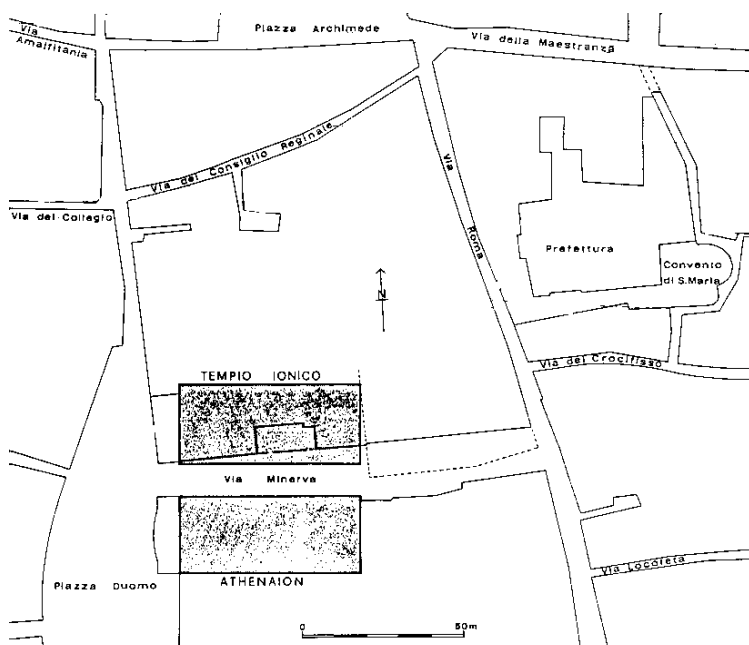 Piazza Archimede
Via
Amalfitania
Via della Maestranza
Via del Consiglio Reginale
Via del Collegio
Via
Roma
Prefettura
Convento
di S. Maria
N
Via del Crocifisso
TEMPIO IONICO
Via Minerva
Piazza Duomo
ATHENAION
Via Logoteta
0
50m